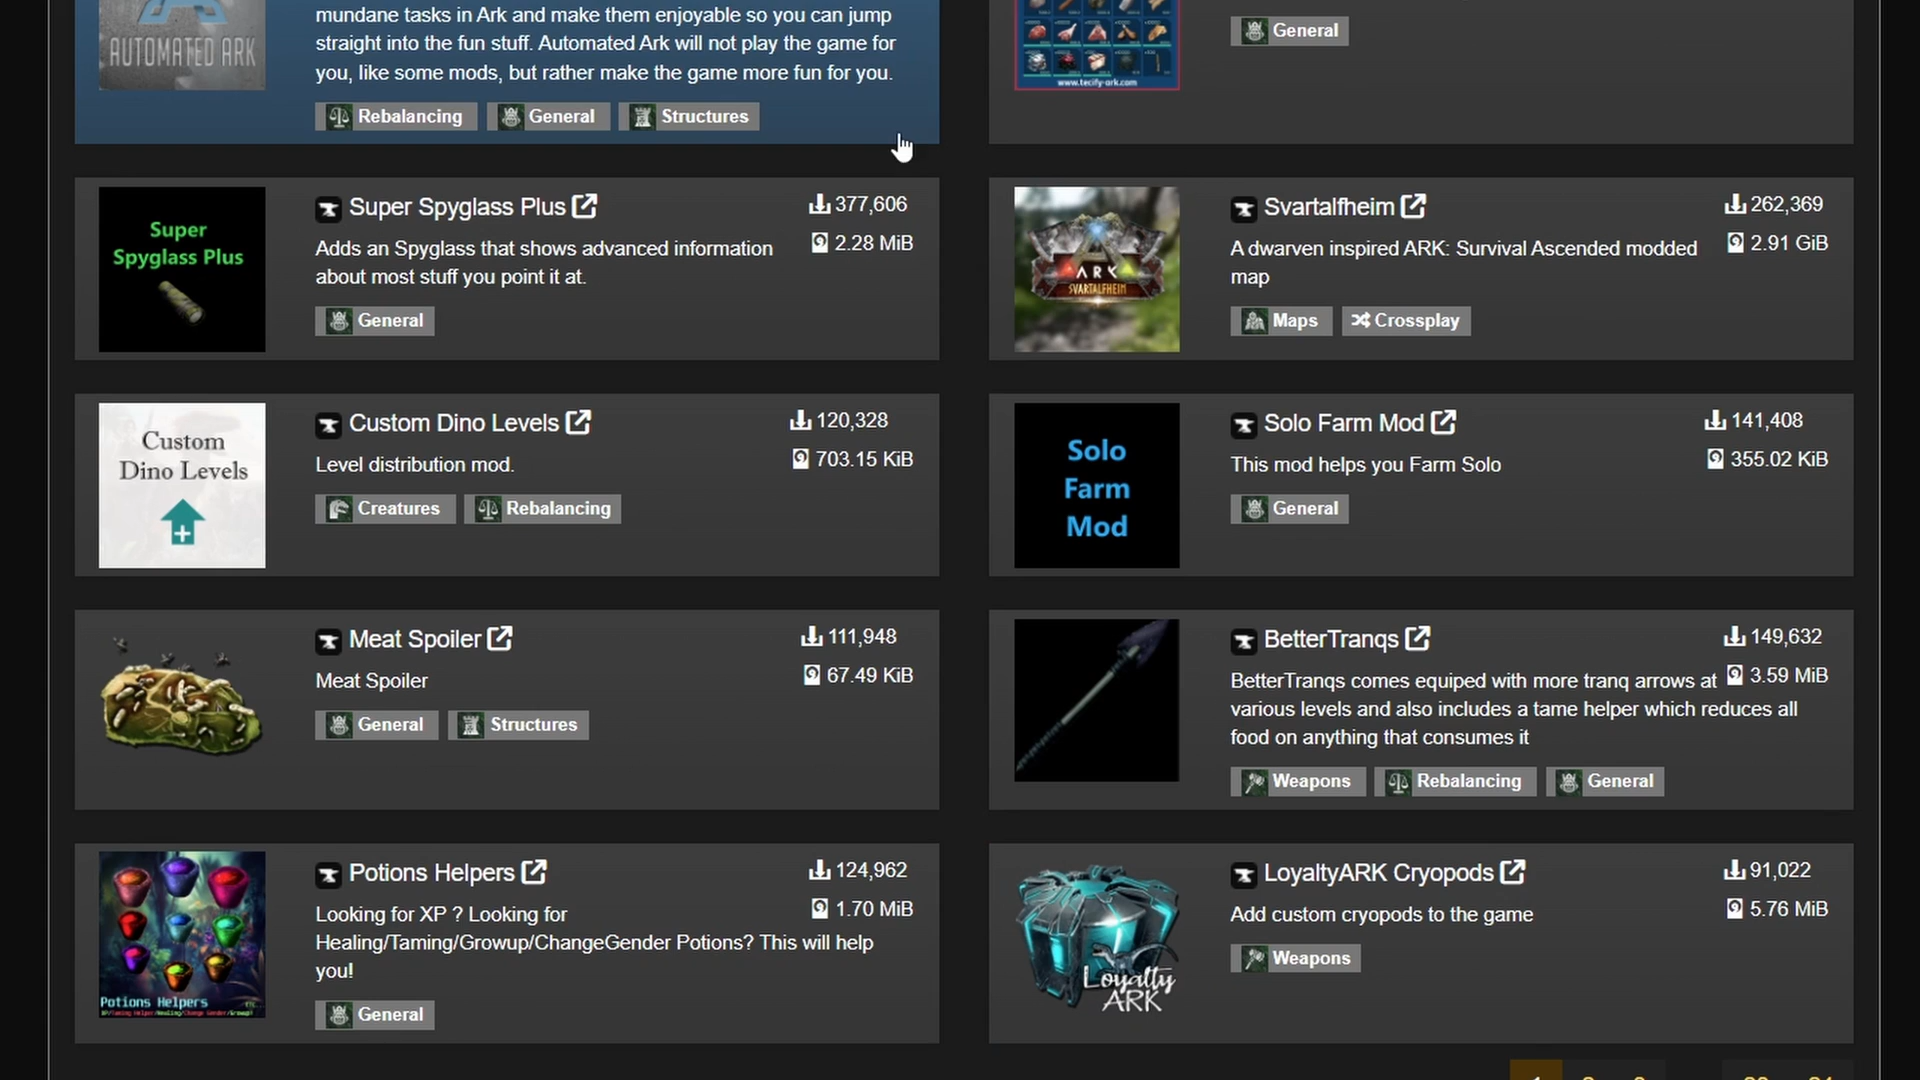 AUTOMATED ARK
mundane tasks in Ark and make them enjoyable so you can jump
straight into the fun stuff. Automated Ark will not play the game for
you, like some mods, but rather make the game more fun for you.
Rebalancing
General
Structures
www.tecify-ark.com
General
Super
Spyglass Plus
Super Spyglass Plus
377,606
Adds an Spyglass that shows advanced information
about most stuff you point it at.
2.28 MiB
General
ARK
SVARTALFHEIM
Svartalfheim
262,369
A dwarven inspired ARK: Survival Ascended modded
map
2.91 GiB
Maps
Crossplay
Custom
Dino Levels
Custom Dino Levels
120,328
Level distribution mod.
703.15 KiB
Creatures
Rebalancing
Solo
Farm
Mod
Solo Farm Mod
141,408
This mod helps you Farm Solo
355.02 KiB
General
Meat Spoiler
111,948
Meat Spoiler
67.49 KiB
General
Structures
BetterTranqs
149,632
BetterTranqs comes equiped with more tranq arrows at
various levels and also includes a tame helper which reduces all
food on anything that consumes it
3.59 MiB
Weapons
Rebalancing
General
Potions Helpers
Potions Helpers
124,962
Looking for XP ? Looking for
Healing/Taming/Growup/ChangeGender Potions? This will help
you!
1.70 MiB
General
Loyalty
ARK
LoyaltyARK Cryopods
91,022
Add custom cryopods to the game
5.76 MiB
Weapons